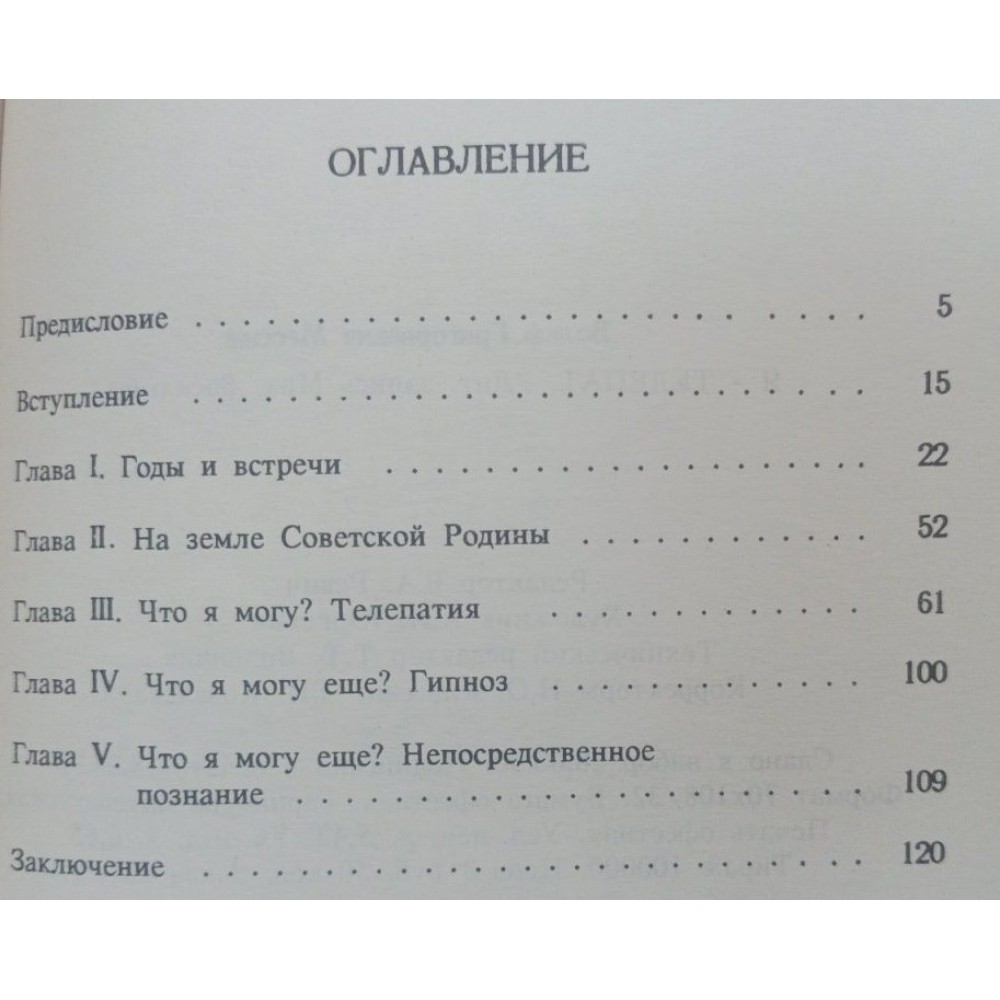 ОГЛАВЛЕНИЕ
Предисловие . . . . . . . . . . . . . . . . . . . . . . . . . . . . . 5
Вступление . . . . . . . . . . . . . . . . . . . . . . . . . . . . . 15
Глава I. Годы и встречи . . . . . . . . . . . . . . . . . . . . . 22
Глава II. На земле Советской Родины . . . . . . . . . . . . . 52
Глава III. Что я могу? Телепатия . . . . . . . . . . . . . . 61
Глава IV. Что я могу еще? Гипноз . . . . . . . . . . . . . 100
Глава V. Что я могу еще? Непосредственное
познание . . . . . . . . . . . . . . . . . . . . . . . . 109
Заключение . . . . . . . . . . . . . . . . . . . . . . . . . . . . 120